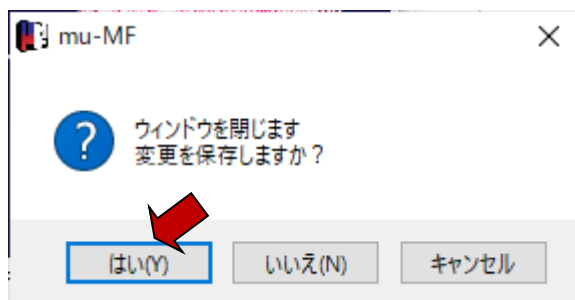 mu-MF
ウィンドウを閉じます
変更を保存しますか？
はい(Y)
いいえ(N)
キャンセル